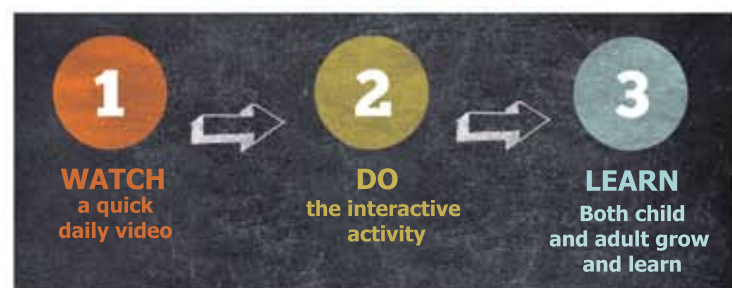 1
WATCH
a quick
daily video
2
DO
the interactive
activity
3
LEARN
Both child
and adult grow
and learn